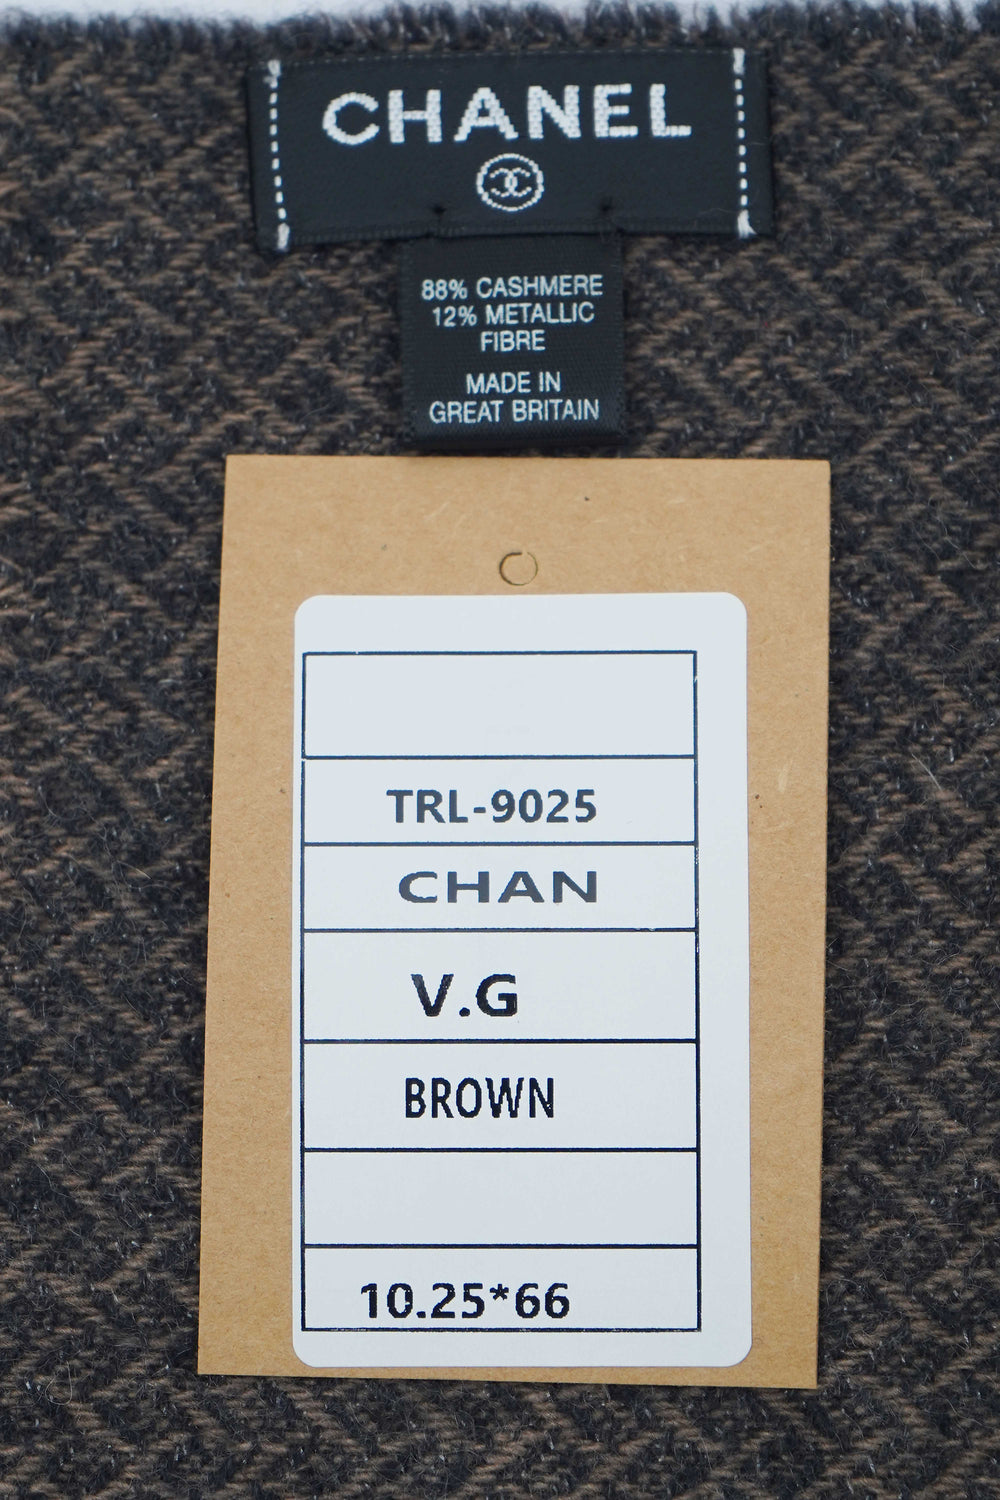 CHANEL
88% CASHMERE
12% METALLIC
FIBRE
MADE IN
GREAT BRITAIN
TRL-9025
CHAN
V.G
BROWN
10.25*66